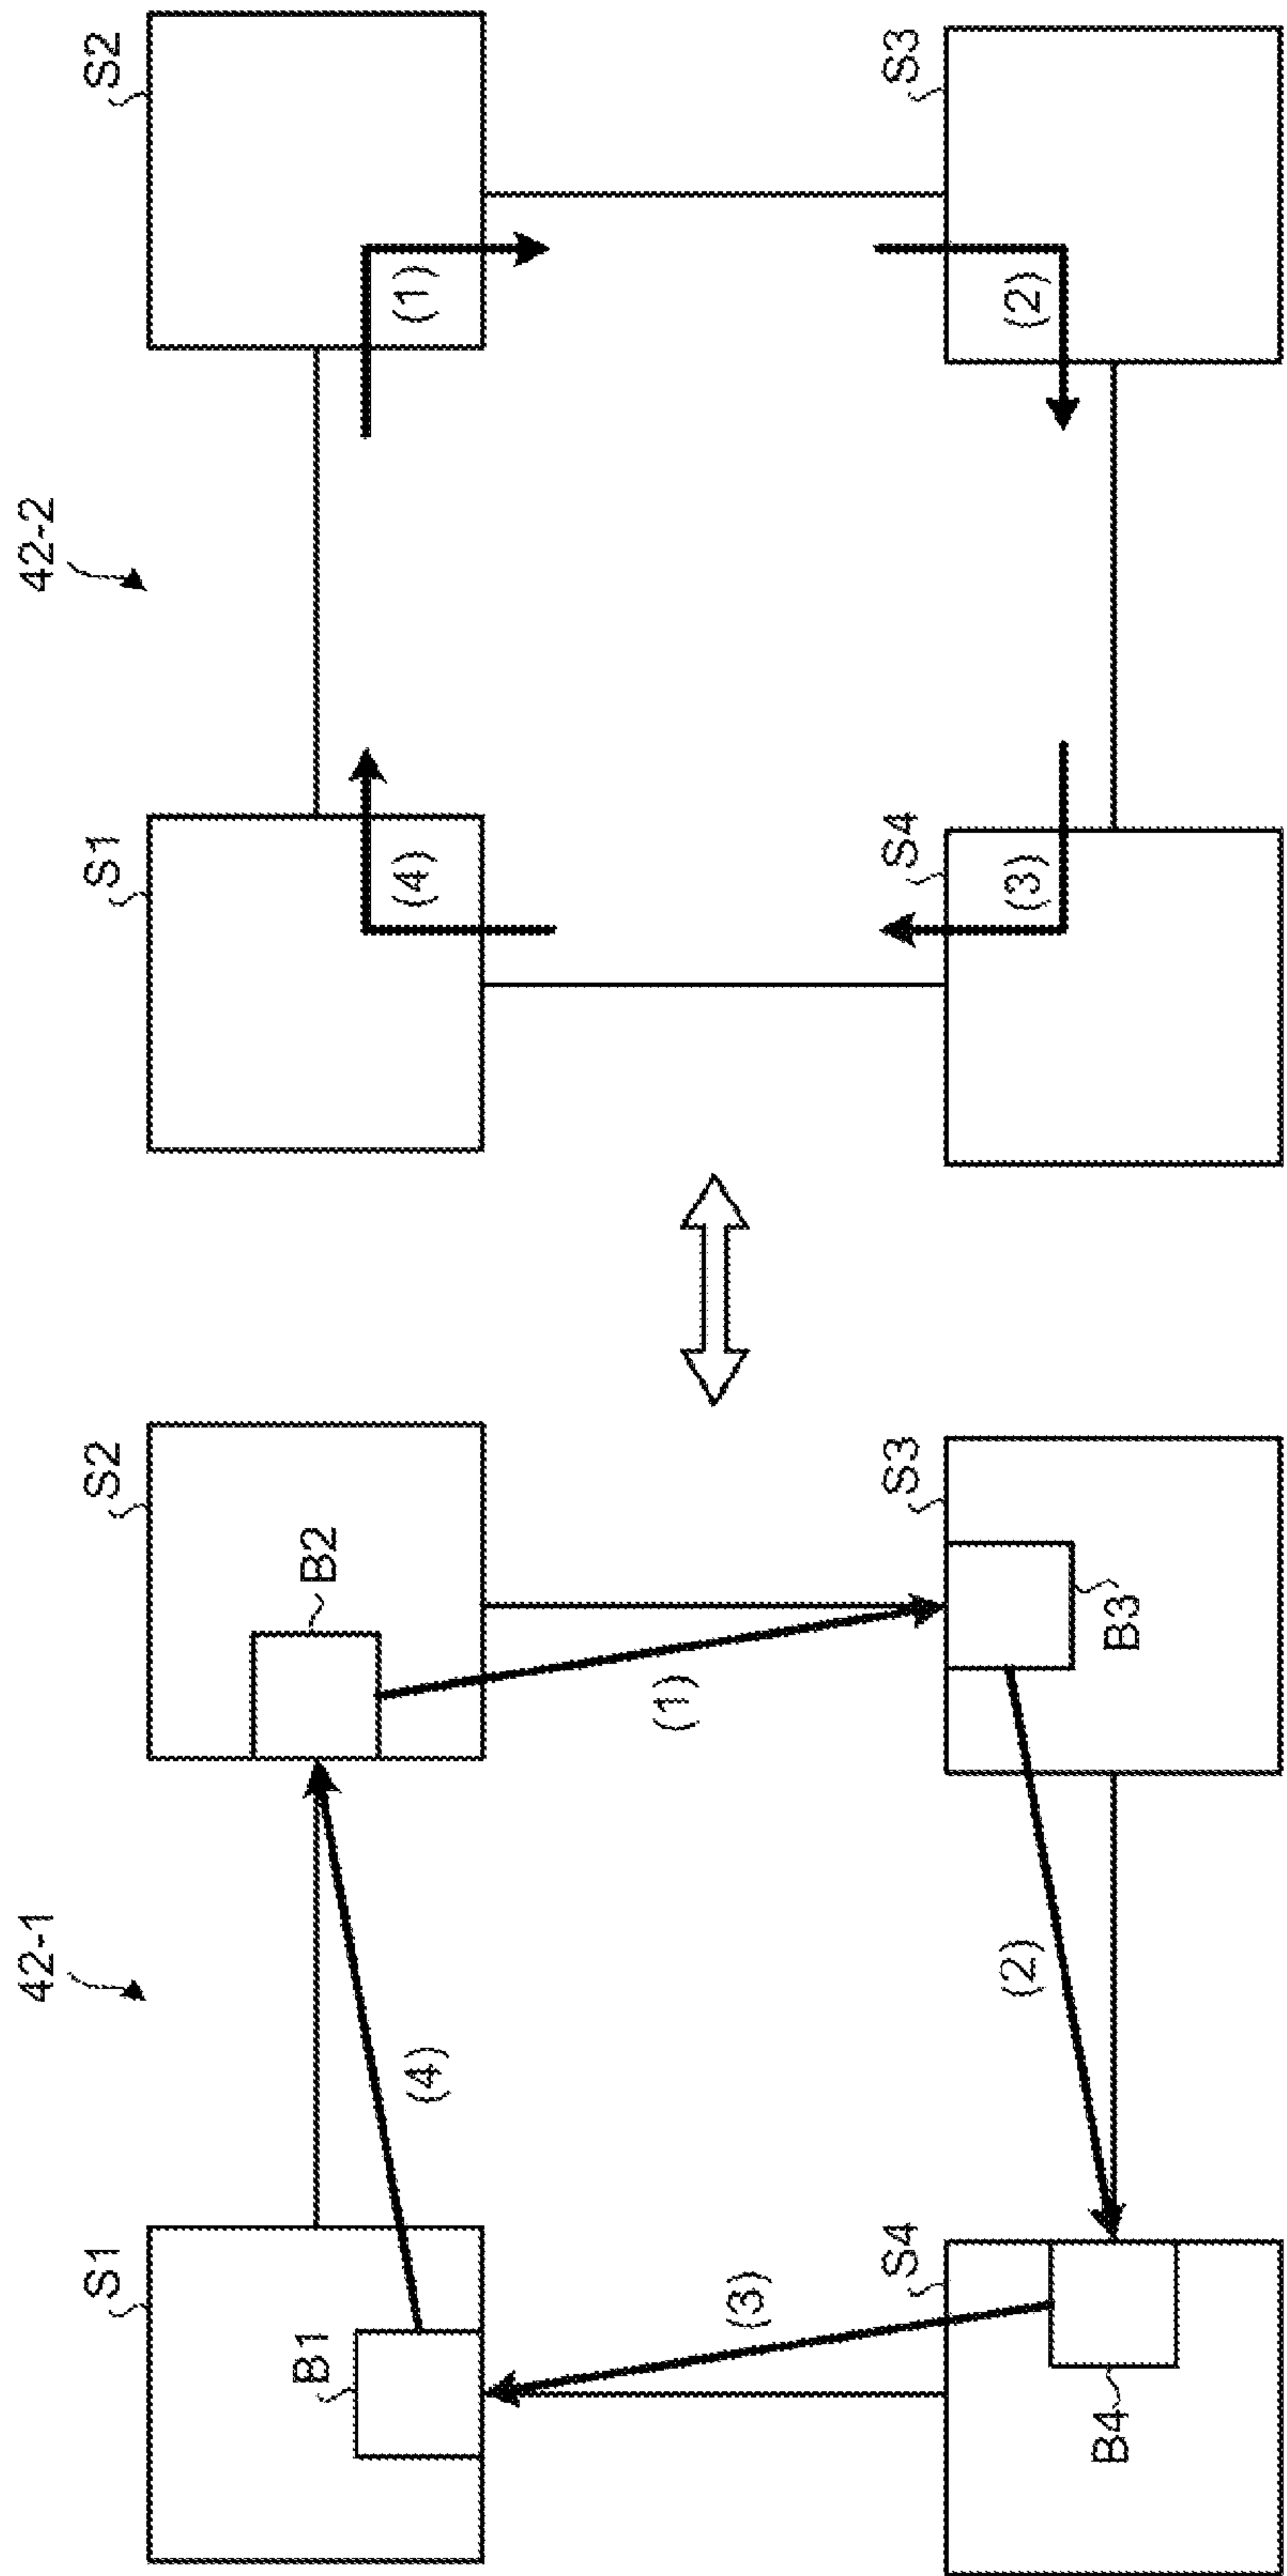 42-1
42-2
S1
S2
S1
S2
B1
B2
(4)
(4)
(1)
(3)
(1)
S4
S3
S4
S3
(2)
(3)
(2)
B4
B3